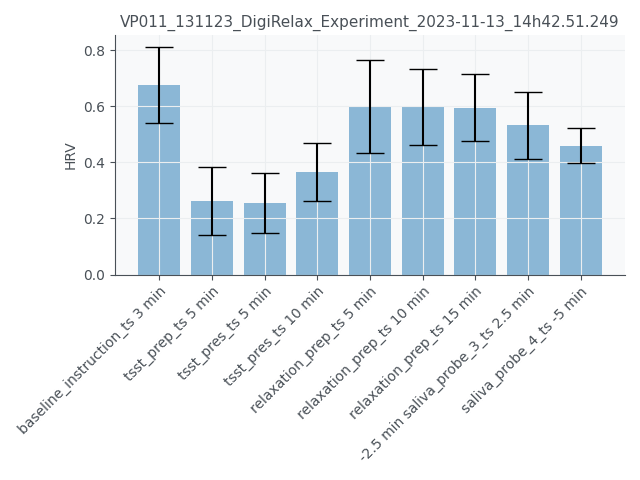 VP011_131123_DigiRelax_Experiment_2023-11-13_14h42.51.249
HRV
0.8
0.6
0.4
0.2
0.0
baseline_instruction_ts 3 min
tsst_prep_ts 5 min
tsst_pres_ts 5 min
tsst_pres_ts 10 min
relaxation_prep_ts 5 min
relaxation_prep_ts 10 min
relaxation_prep_ts 15 min
-2.5 min saliva_probe_3_ts 2.5 min
saliva_probe_4_ts -5 min